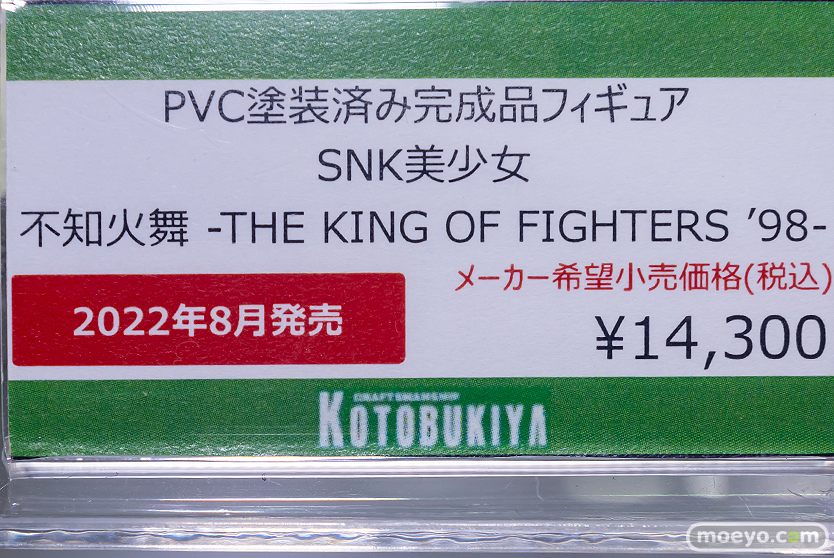 PVC塗装済み完成品フィギュア
SNK美少女
不知火舞 -THE KING OF FIGHTERS ’98-
メーカー希望小売価格(税込)
2022年8月発売
¥14,300
CRAFTSMANSHIP
KOTOBUKIYA
moeyo.com